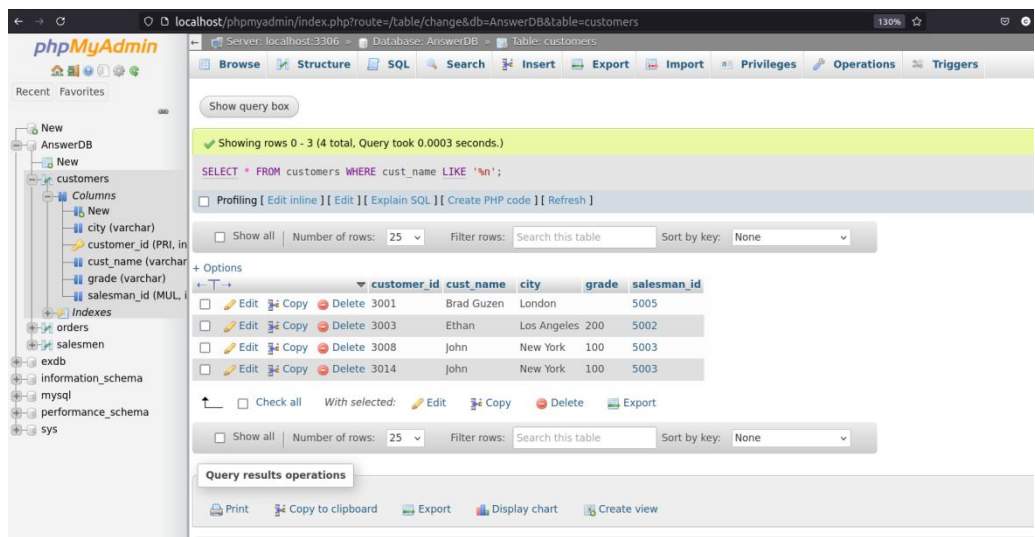 localhost/phpmyadmin/index.php?route=/table/change&db=AnswerDB&table=customers
130%
phpMyAdmin
Recent Favorites
New
AnswerDB
New
customers
Columns
New
city (varchar)
customer_id (PRI, in
cust_name (varchar
grade (varchar)
salesman_id (MUL, i
Indexes
orders
salesmen
exdb
information_schema
mysql
performance_schema
sys
Server: localhost:3306 » Database: AnswerDB » Table: customers
Browse Structure SQL Search Insert Export Import Privileges Operations Triggers
Show query box
Showing rows 0 - 3 (4 total, Query took 0.0003 seconds.)
SELECT * FROM customers WHERE cust_name LIKE '%n';
Profiling [ Edit inline ] [ Edit ] [ Explain SQL ] [ Create PHP code ] [ Refresh ]
Show all | Number of rows: 25 Filter rows: Search this table Sort by key: None
+ Options
←T→ customer_id cust_name city grade salesman_id
Edit Copy Delete 3001 Brad Guzen London 5005
Edit Copy Delete 3003 Ethan Los Angeles 200 5002
Edit Copy Delete 3008 John New York 100 5003
Edit Copy Delete 3014 John New York 100 5003
Check all With selected: Edit Copy Delete Export
Show all | Number of rows: 25 Filter rows: Search this table Sort by key: None
Query results operations
Print Copy to clipboard Export Display chart Create view